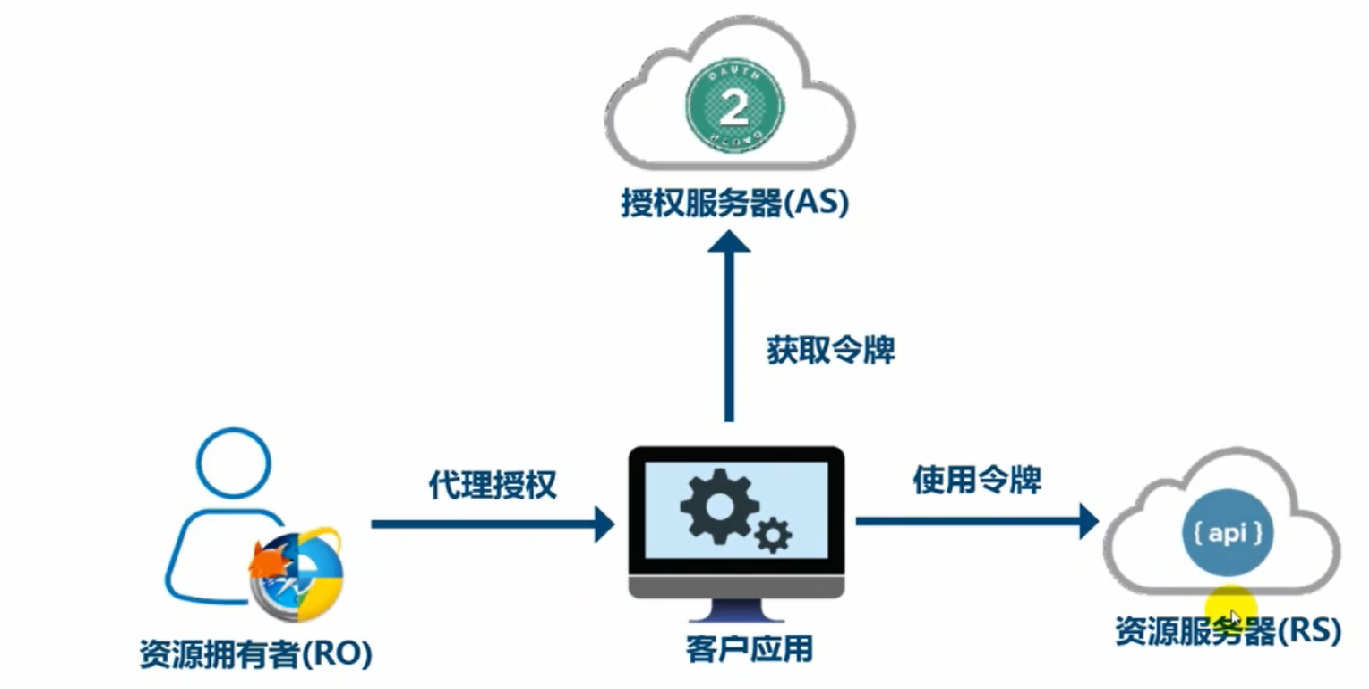 OAUTH
2
OAUTH
授权服务器(AS)
获取令牌
代理授权
使用令牌
{ api }
资源拥有者(RO)
客户应用
资源服务器(RS)